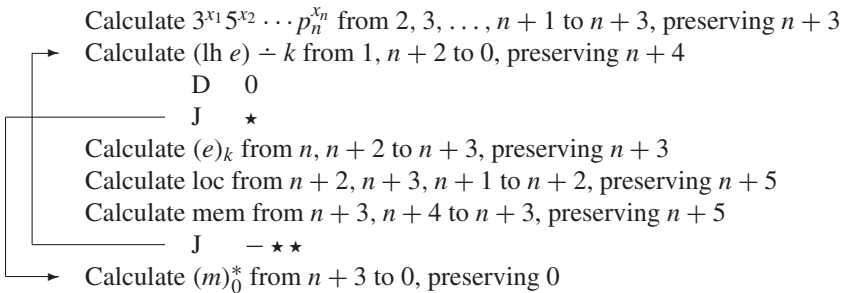 Calculate 3^{x_1}5^{x_2} ⋯ p_n^{x_n} from 2, 3, . . . , n + 1 to n + 3, preserving n + 3
Calculate (lh e) ∸ k from 1, n + 2 to 0, preserving n + 4
D 0
J ⋆
Calculate (e)_k from n, n + 2 to n + 3, preserving n + 3
Calculate loc from n + 2, n + 3, n + 1 to n + 2, preserving n + 5
Calculate mem from n + 3, n + 4 to n + 3, preserving n + 5
J − ⋆ ⋆
Calculate (m)_0^* from n + 3 to 0, preserving 0